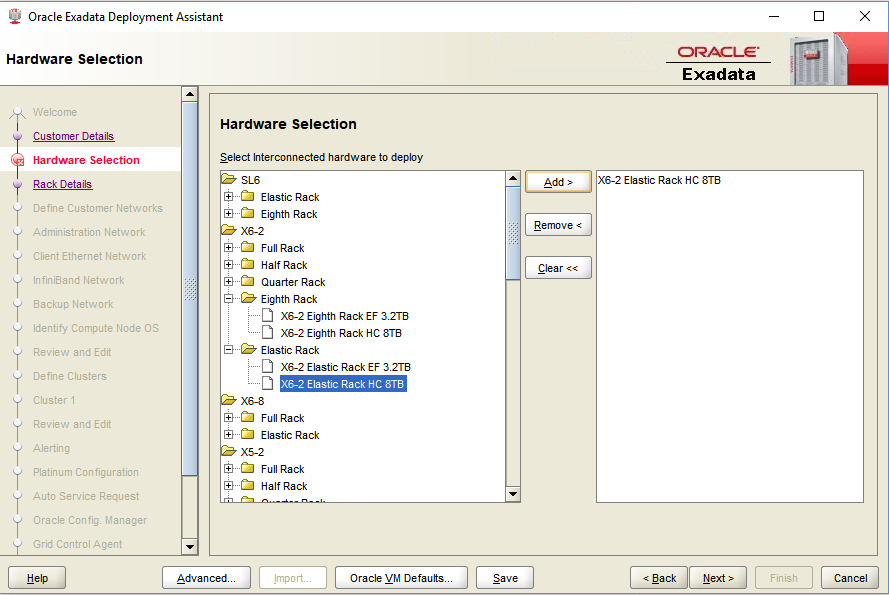 Oracle Exadata Deployment Assistant
Hardware Selection
ORACLE
Exadata
Welcome
Customer Details
Hardware Selection
Rack Details
Define Customer Networks
Administration Network
Client Ethernet Network
InfiniBand Network
Backup Network
Identify Compute Node OS
Review and Edit
Define Clusters
Cluster 1
Review and Edit
Alerting
Platinum Configuration
Auto Service Request
Oracle Config. Manager
Grid Control Agent
Hardware Selection
Select Interconnected hardware to deploy
SL6
Elastic Rack
Eighth Rack
X6-2
Full Rack
Half Rack
Quarter Rack
Eighth Rack
X6-2 Eighth Rack EF 3.2TB
X6-2 Eighth Rack HC 8TB
Elastic Rack
X6-2 Elastic Rack EF 3.2TB
X6-2 Elastic Rack HC 8TB
X6-8
Full Rack
Elastic Rack
X5-2
Full Rack
Half Rack
Quarter Rack
Add >
Remove <
Clear <<
X6-2 Elastic Rack HC 8TB
Help
Advanced...
Import...
Oracle VM Defaults...
Save
< Back
Next >
Finish
Cancel